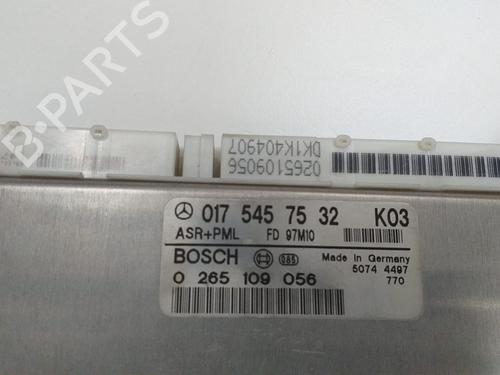 B-PARTS
0265109056
DK1K404907
017 545 75 32 K03
ASR+PML FD 97M10
BOSCH 085 Made in Germany
0 265 109 056 5074 4497
770